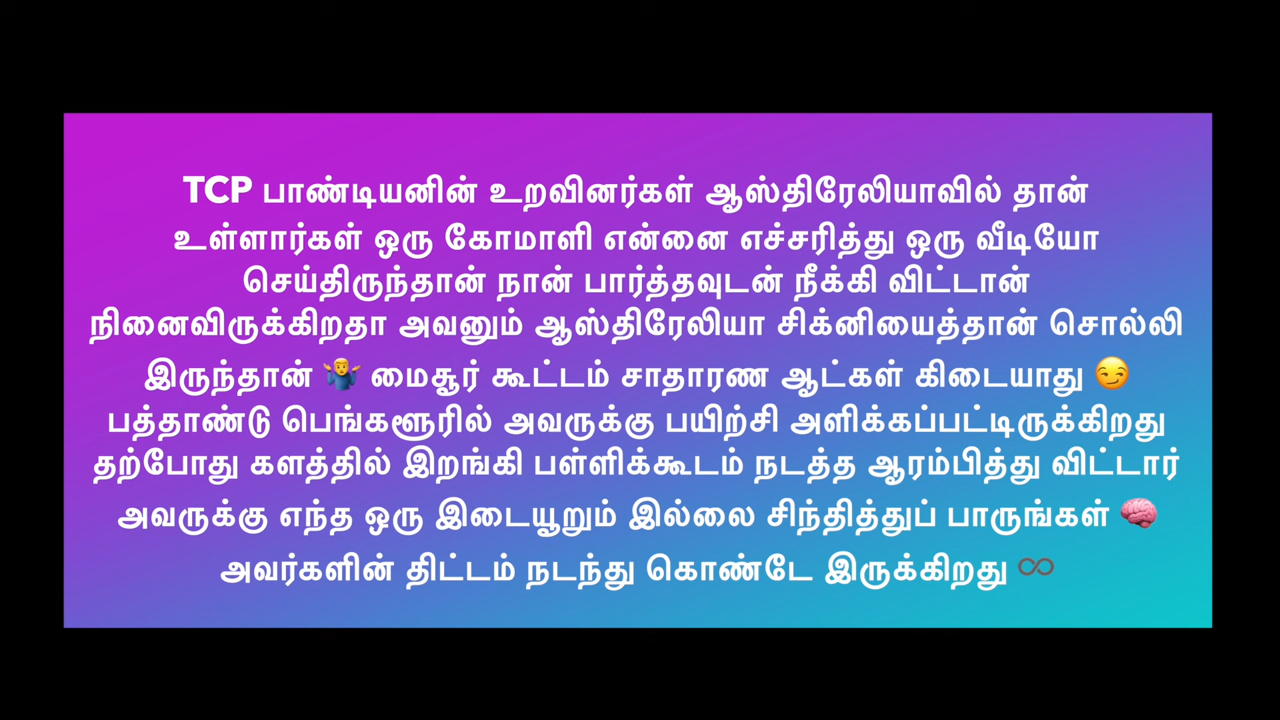 TCP பாண்டியனின் உறவினர்கள் ஆஸ்திரேலியாவில் தான்
உள்ளார்கள் ஒரு கோமாளி என்னை எச்சரித்து ஒரு வீடியோ
செய்திருந்தான் நான் பார்த்தவுடன் நீக்கி விட்டான்
நினைவிருக்கிறதா அவனும் ஆஸ்திரேலியா சிக்னியைத்தான் சொல்லி
இருந்தான் 🤷‍♂️ மைசூர் கூட்டம் சாதாரண ஆட்கள் கிடையாது 😏
பத்தாண்டு பெங்களூரில் அவருக்கு பயிற்சி அளிக்கப்பட்டிருக்கிறது
தற்போது களத்தில் இறங்கி பள்ளிக்கூடம் நடத்த ஆரம்பித்து விட்டார்
அவருக்கு எந்த ஒரு இடையூறும் இல்லை சிந்தித்துப் பாருங்கள் 🧠
அவர்களின் திட்டம் நடந்து கொண்டே இருக்கிறது ♾